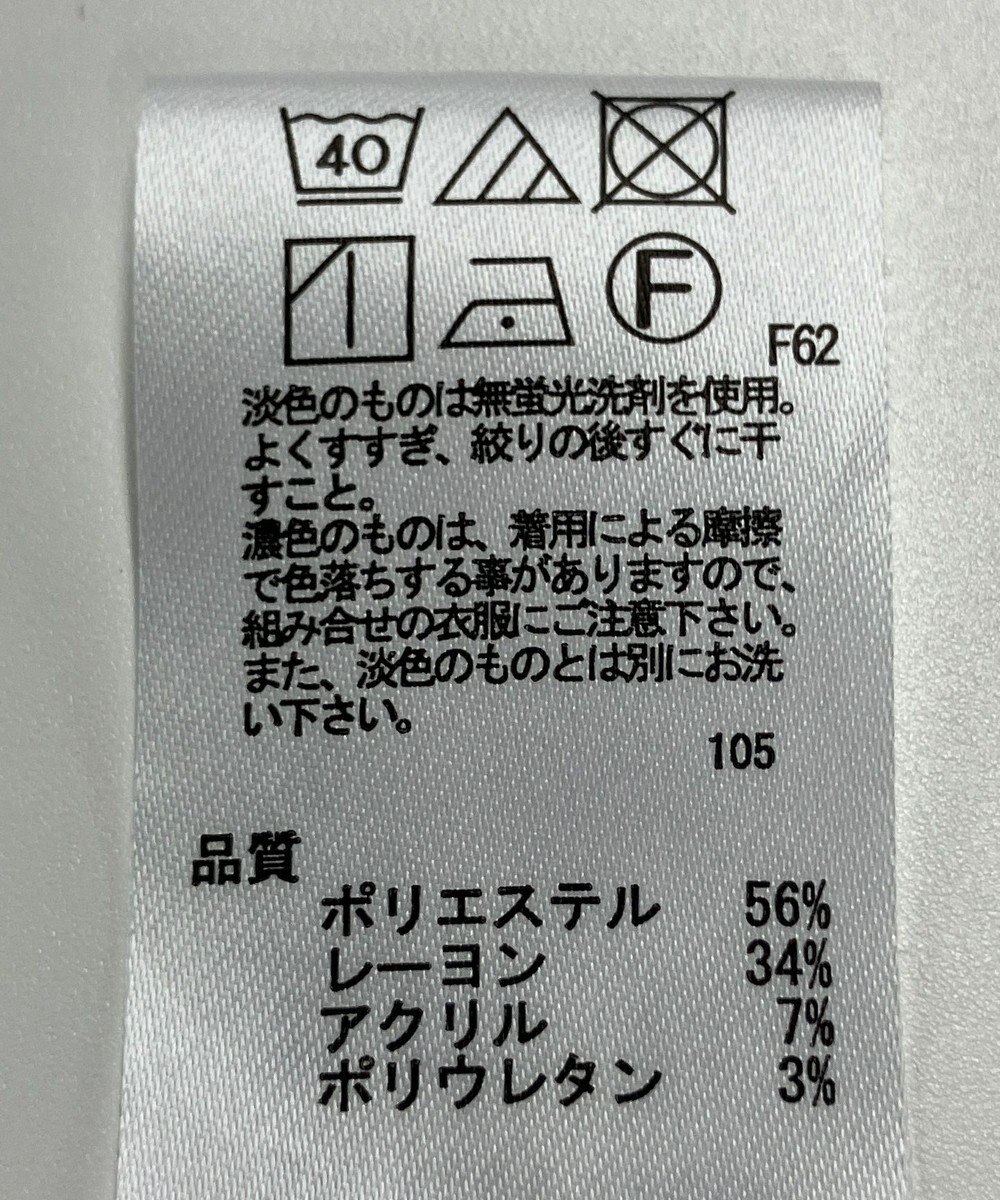 40
F
F62
淡色のものは無蛍光洗剤を使用。
よくすすぎ、絞りの後すぐに干
すこと。
濃色のものは、着用による摩擦
で色落ちする事がありますので、
組み合せの衣服にご注意下さい。
また、淡色のものとは別にお洗
い下さい。
105
品質
ポリエステル 56%
レーヨン 34%
アクリル 7%
ポリウレタン 3%